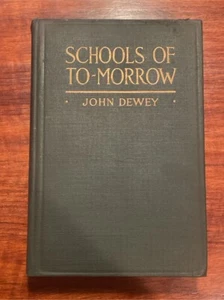 SCHOOLS OF
TO-MORROW
· JOHN DEWEY ·